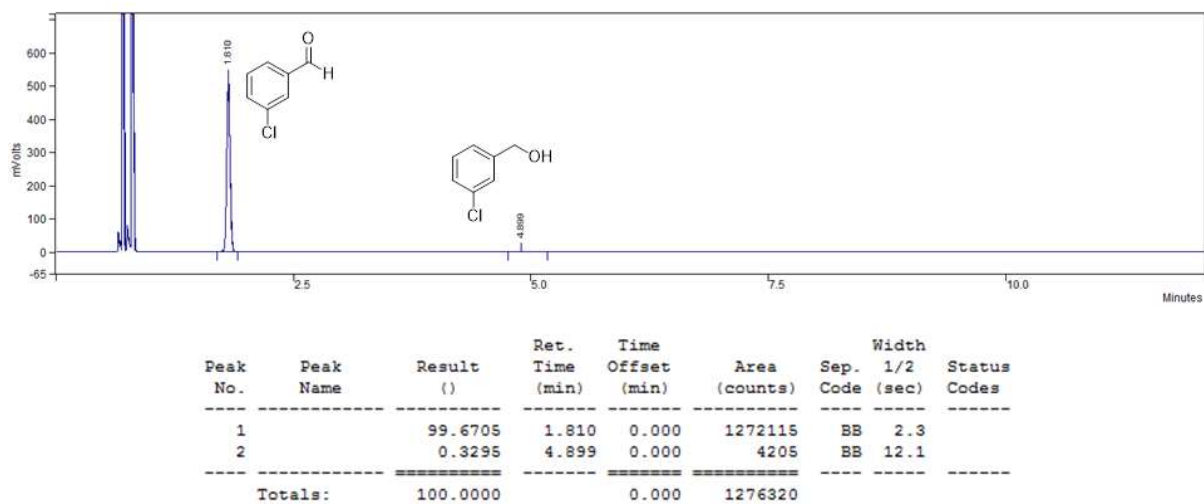 600
500
400
300
200
100
0
-65
mVolts
1.810
O
H
Cl
OH
Cl
4.899
2.5
5.0
7.5
10.0
Minutes
Ret. Time Width
Peak Peak Result Time Offset Area Sep. 1/2 Status
No. Name () (min) (min) (counts) Code (sec) Codes
---- ------------ ---------- ------- ------- ---------- ---- ----- ------
1 99.6705 1.810 0.000 1272115 BB 2.3
2 0.3295 4.899 0.000 4205 BB 12.1
---- ------------ ========== ------- ======= ========== ---- ----- ------
Totals: 100.0000 0.000 1276320